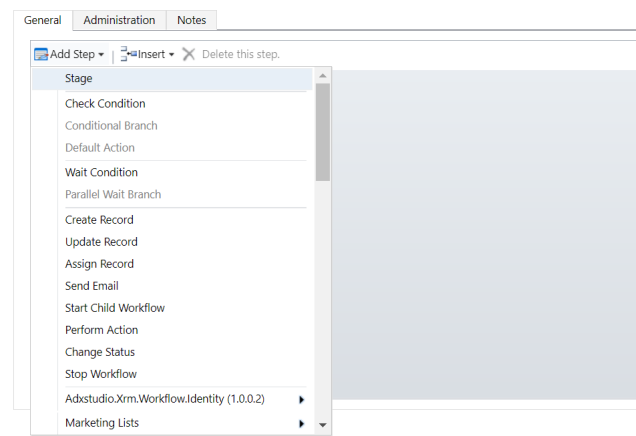 General Administration Notes
Add Step Insert Delete this step.
Stage
Check Condition
Conditional Branch
Default Action
Wait Condition
Parallel Wait Branch
Create Record
Update Record
Assign Record
Send Email
Start Child Workflow
Perform Action
Change Status
Stop Workflow
Adxstudio.Xrm.Workflow.Identity (1.0.0.2)
Marketing Lists